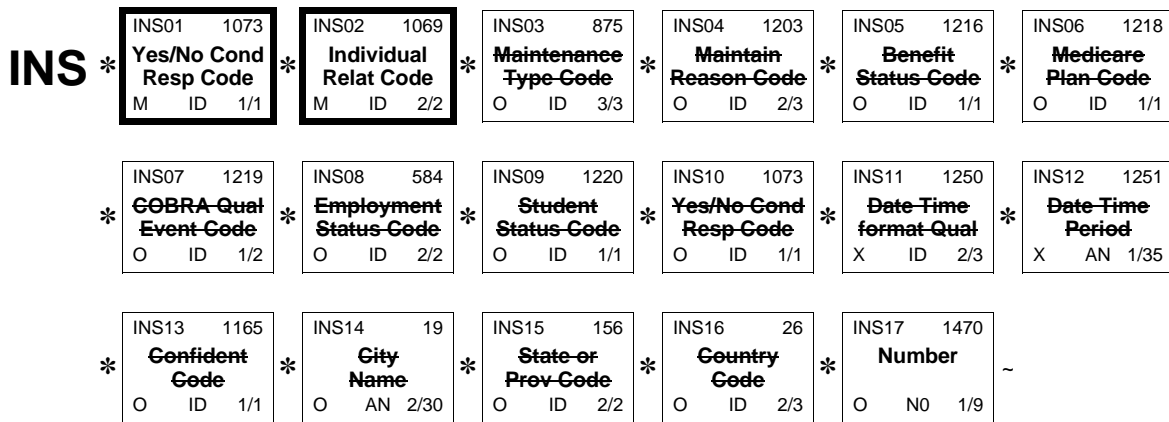 INS * INS01 1073 * INS02 1069 * INS03 875 * INS04 1203 * INS05 1216 * INS06 1218
Yes/No Cond Individual Maintenance Maintain Benefit Medicare
Resp Code Relat Code Type Code Reason Code Status Code Plan Code
M ID 1/1 M ID 2/2 O ID 3/3 O ID 2/3 O ID 1/1 O ID 1/1
* INS07 1219 * INS08 584 * INS09 1220 * INS10 1073 * INS11 1250 * INS12 1251
COBRA Qual Employment Student Yes/No Cond Date Time Date Time
Event Code Status Code Status Code Resp Code format Qual Period
O ID 1/2 O ID 2/2 O ID 1/1 O ID 1/1 X ID 2/3 X AN 1/35
* INS13 1165 * INS14 19 * INS15 156 * INS16 26 * INS17 1470 ~
Confident City State or Country Number
Code Name Prov Code Code
O ID 1/1 O AN 2/30 O ID 2/2 O ID 2/3 O N0 1/9